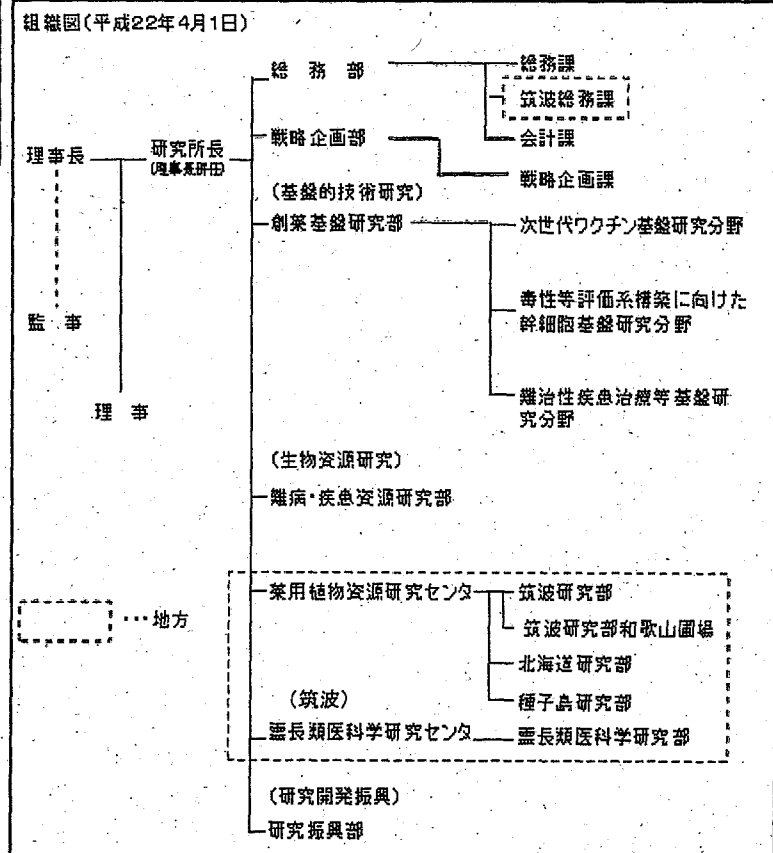 組織図(平成22年4月1日)
総務部
総務課
筑波総務課
会計課
理事長
研究所長
(理事長併任)
戦略企画部
戦略企画課
(基盤的技術研究)
創薬基盤研究部
次世代ワクチン基盤研究分野
毒性等評価系構築に向けた
幹細胞基盤研究分野
難治性疾患治療等基盤研
究分野
監事
理事
(生物資源研究)
難病・疾患資源研究部
薬用植物資源研究センタ
筑波研究部
筑波研究部和歌山圃場
北海道研究部
種子島研究部
…地方
(筑波)
霊長類医科学研究センタ
霊長類医科学研究部
(研究開発振興)
研究振興部